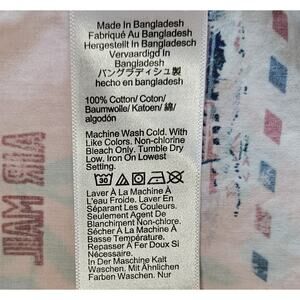 Made In Bangladesh
Fabriqué Au Bangladesh
Hergestellt In Bangladesch
Vervaardigd In
Bangladesh
バングラディシュ製
hecho en bangladesh
100% Cotton/ Coton/
Baumwolle/ Katoen/ 綿/
algodón
Machine Wash Cold. With
Like Colors. Non-chlorine
Bleach Only. Tumble Dry
Low. Iron On Lowest
Setting.
30
Laver À La Machine À
L'eau Froide. Laver En
Séparant Les Couleurs.
Seulement Agent De
Blanchiment Non-chlore.
Sécher À La Machine À
Basse Température.
Repasser À Fer Doux Si
Nécessaire.
In Der Maschine Kalt
Waschen. Mit Ähnlichen
Farben Waschen. Nur
AIR MAIL